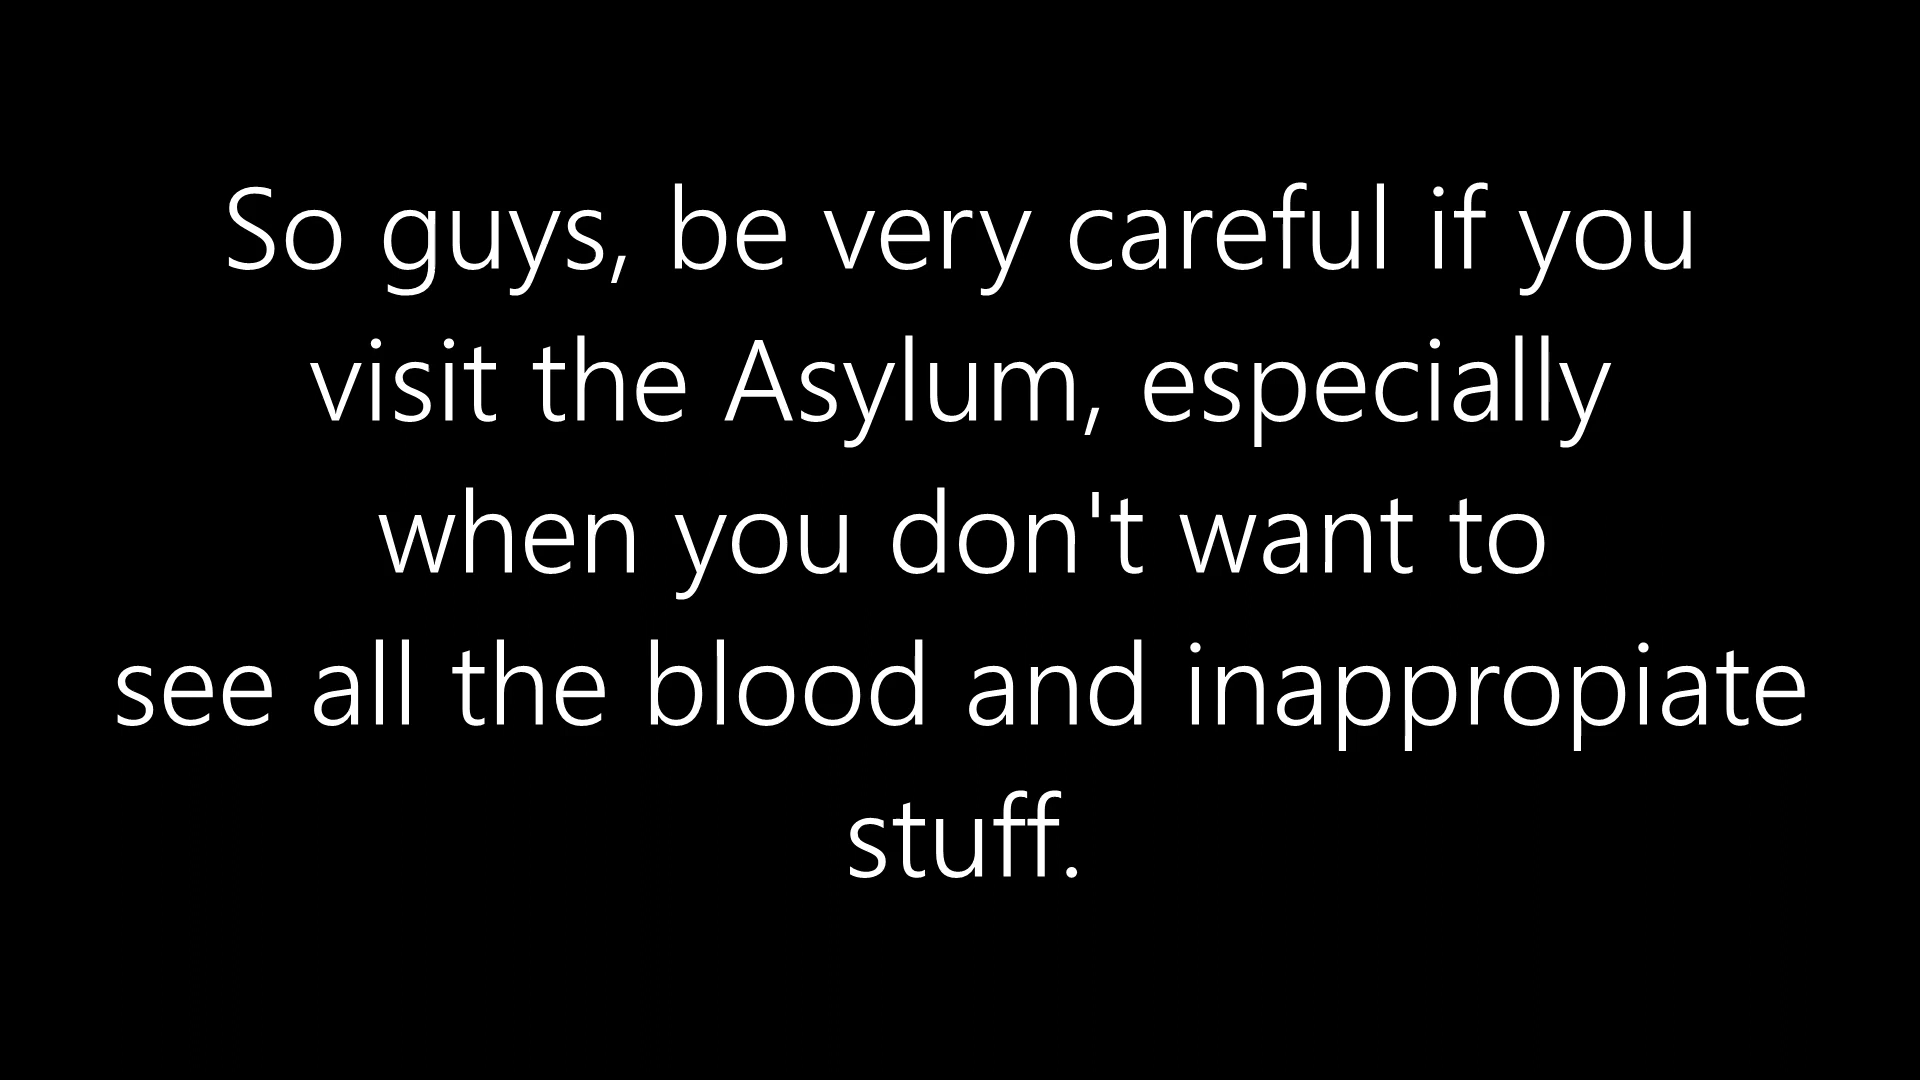 So guys, be very careful if you
visit the Asylum, especially
when you don't want to
see all the blood and inappropiate
stuff.